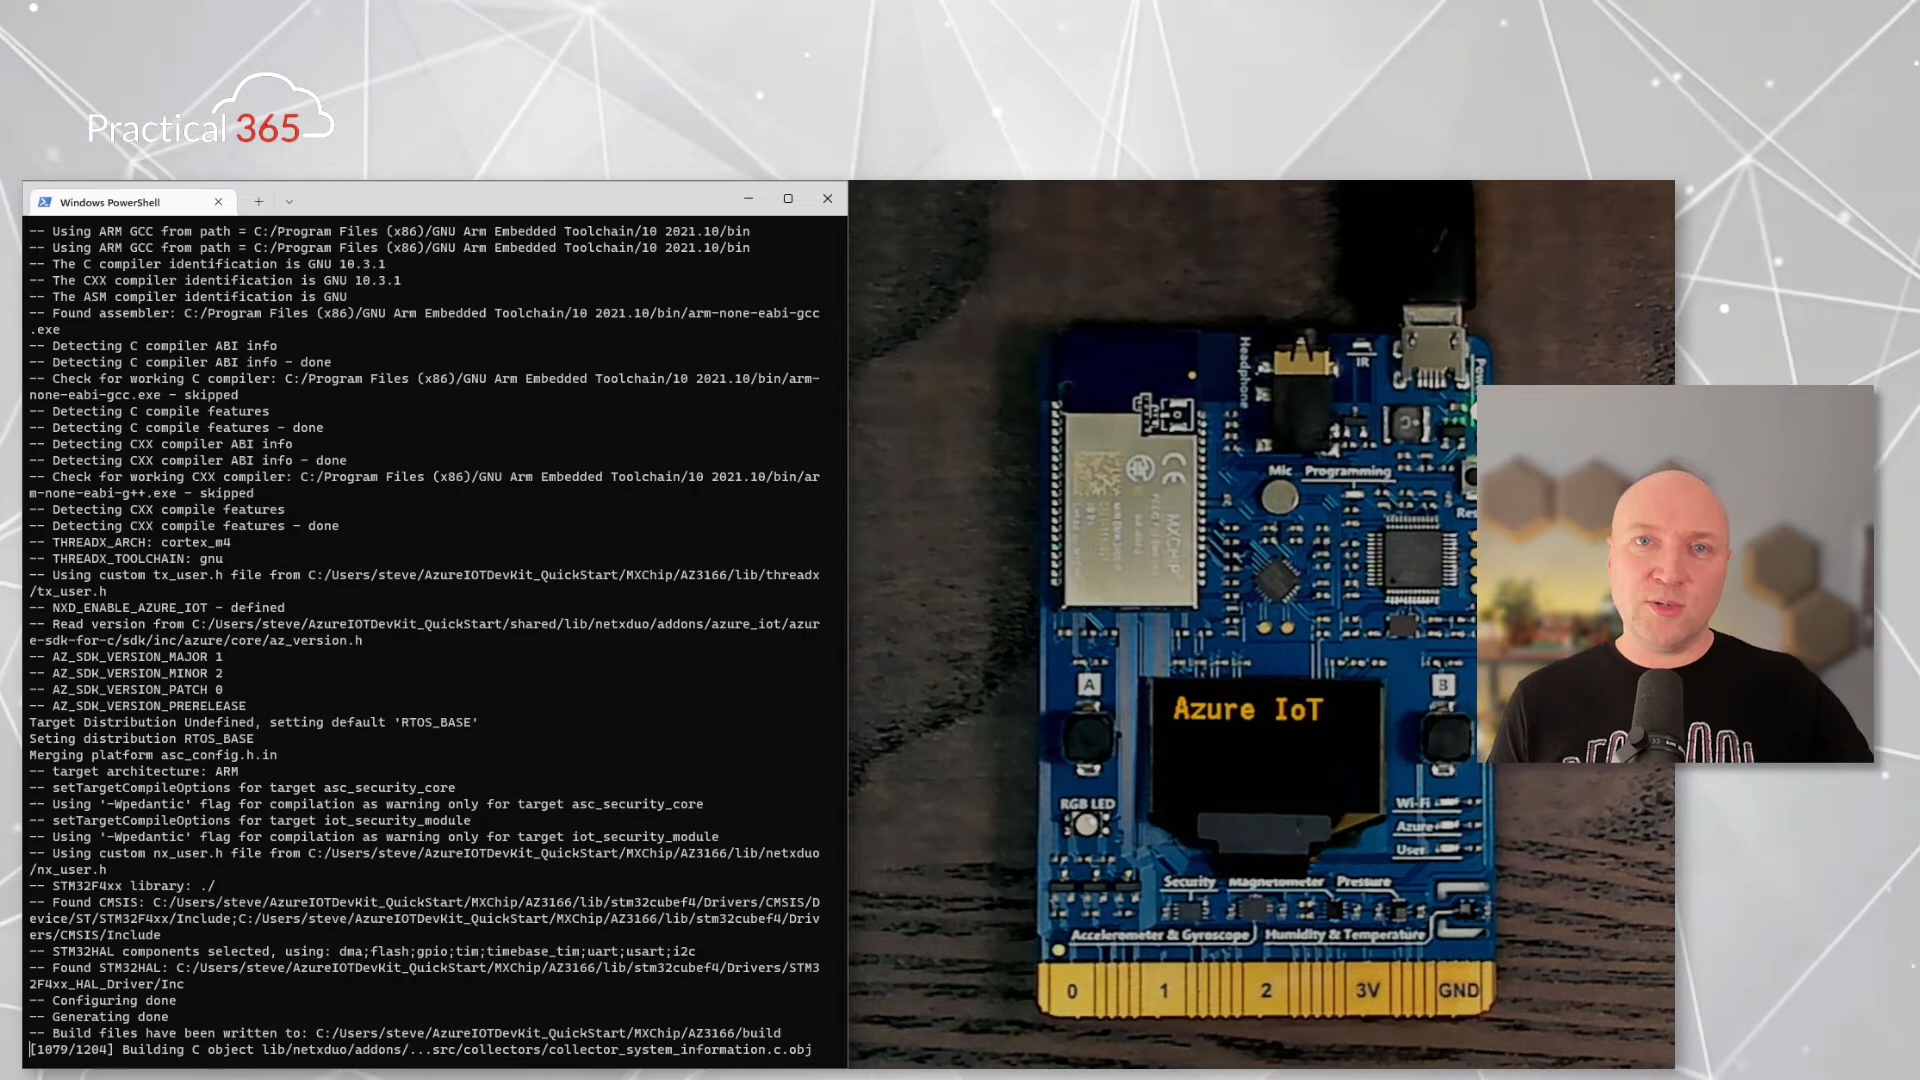 Practical 365
Windows PowerShell
-- Using ARM GCC from path = C:/Program Files (x86)/GNU Arm Embedded Toolchain/10 2021.10/bin
-- Using ARM GCC from path = C:/Program Files (x86)/GNU Arm Embedded Toolchain/10 2021.10/bin
-- The C compiler identification is GNU 10.3.1
-- The CXX compiler identification is GNU 10.3.1
-- The ASM compiler identification is GNU
-- Found assembler: C:/Program Files (x86)/GNU Arm Embedded Toolchain/10 2021.10/bin/arm-none-eabi-gcc
.exe
-- Detecting C compiler ABI info
-- Detecting C compiler ABI info - done
-- Check for working C compiler: C:/Program Files (x86)/GNU Arm Embedded Toolchain/10 2021.10/bin/arm-
none-eabi-gcc.exe - skipped
-- Detecting C compile features
-- Detecting C compile features - done
-- Detecting CXX compiler ABI info
-- Detecting CXX compiler ABI info - done
-- Check for working CXX compiler: C:/Program Files (x86)/GNU Arm Embedded Toolchain/10 2021.10/bin/ar
m-none-eabi-g++.exe - skipped
-- Detecting CXX compile features
-- Detecting CXX compile features - done
-- THREADX_ARCH: cortex_m4
-- THREADX_TOOLCHAIN: gnu
-- Using custom tx_user.h file from C:/Users/steve/AzureIOTDevKit_QuickStart/MXChip/AZ3166/lib/threadx
/tx_user.h
-- NXD_ENABLE_AZURE_IOT - defined
-- Read version from C:/Users/steve/AzureIOTDevKit_QuickStart/shared/lib/netxduo/addons/azure_iot/azur
e-sdk-for-c/sdk/inc/azure/core/az_version.h
-- AZ_SDK_VERSION_MAJOR 1
-- AZ_SDK_VERSION_MINOR 2
-- AZ_SDK_VERSION_PATCH 0
-- AZ_SDK_VERSION_PRERELEASE
Target Distribution Undefined, setting default 'RTOS_BASE'
Seting distribution RTOS_BASE
Merging platform asc_config.h.in
-- target architecture: ARM
-- setTargetCompileOptions for target asc_security_core
-- Using '-Wpedantic' flag for compilation as warning only for target asc_security_core
-- setTargetCompileOptions for target iot_security_module
-- Using '-Wpedantic' flag for compilation as warning only for target iot_security_module
-- Using custom nx_user.h file from C:/Users/steve/AzureIOTDevKit_QuickStart/MXChip/AZ3166/lib/netxduo
/nx_user.h
-- STM32F4xx library: ./
-- Found CMSIS: C:/Users/steve/AzureIOTDevKit_QuickStart/MXChip/AZ3166/lib/stm32cubef4/Drivers/CMSIS/D
evice/ST/STM32F4xx/Include;C:/Users/steve/AzureIOTDevKit_QuickStart/MXChip/AZ3166/lib/stm32cubef4/Driv
ers/CMSIS/Include
-- STM32HAL components selected, using: dma;flash;gpio;tim;timebase_tim;uart;usart;i2c
-- Found STM32HAL: C:/Users/steve/AzureIOTDevKit_QuickStart/MXChip/AZ3166/lib/stm32cubef4/Drivers/STM3
2F4xx_HAL_Driver/Inc
-- Configuring done
-- Generating done
-- Build files have been written to: C:/Users/steve/AzureIOTDevKit_QuickStart/MXChip/AZ3166/build
[1079/1204] Building C object lib/netxduo/addons/...src/collectors/collector_system_information.c.obj
Headphone
IR
CE
MXCHIP
Mic Programming
A
B
Azure IoT
RGB LED
Wi-Fi
Azure
User
Security Magnetometer Pressure
Accelerometer & Gyroscope Humidity & Temperature
0 1 2 3V GND